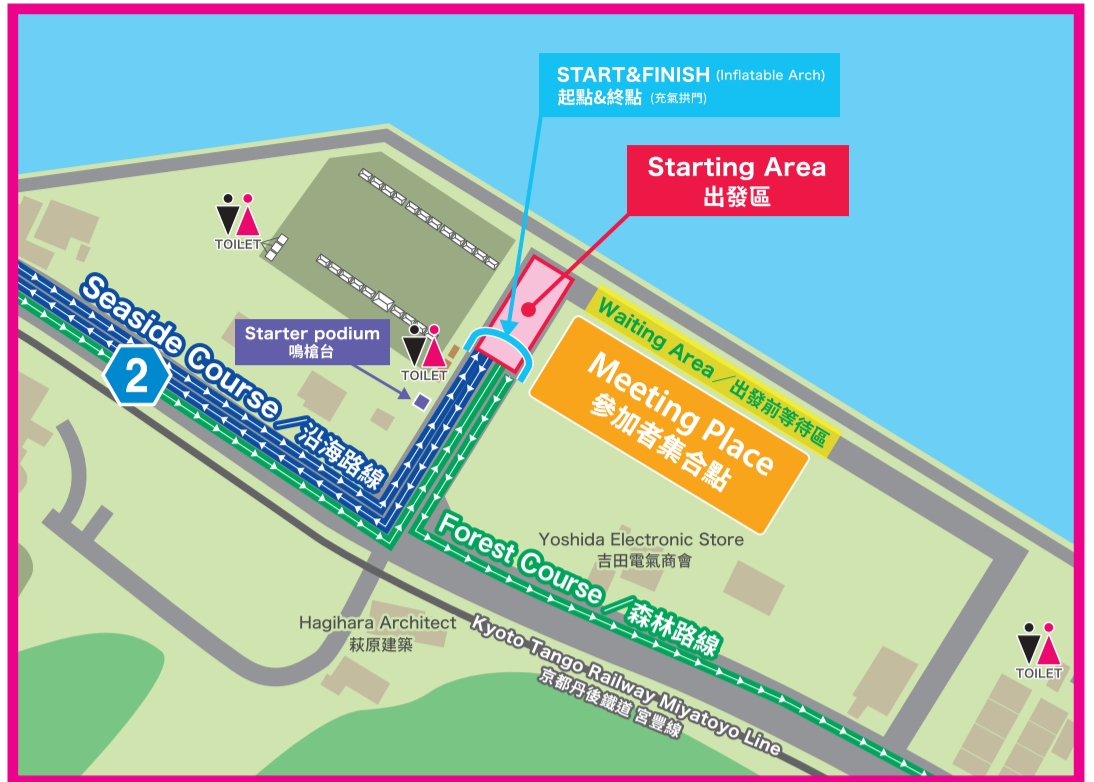 START&FINISH (Inflatable Arch)
起點&終點 (充氣拱門)
Starting Area
出發區
TOILET
Seaside Course／沿海路線
Starter podium
鳴槍台
TOILET
Waiting Area／出發前等待區
Meeting Place
參加者集合點
2
Forest Course／森林路線
Yoshida Electronic Store
吉田電氣商會
Hagihara Architect
萩原建築
Kyoto Tango Railway Miyatoyo Line
京都丹後鐵道 宮豐線
TOILET